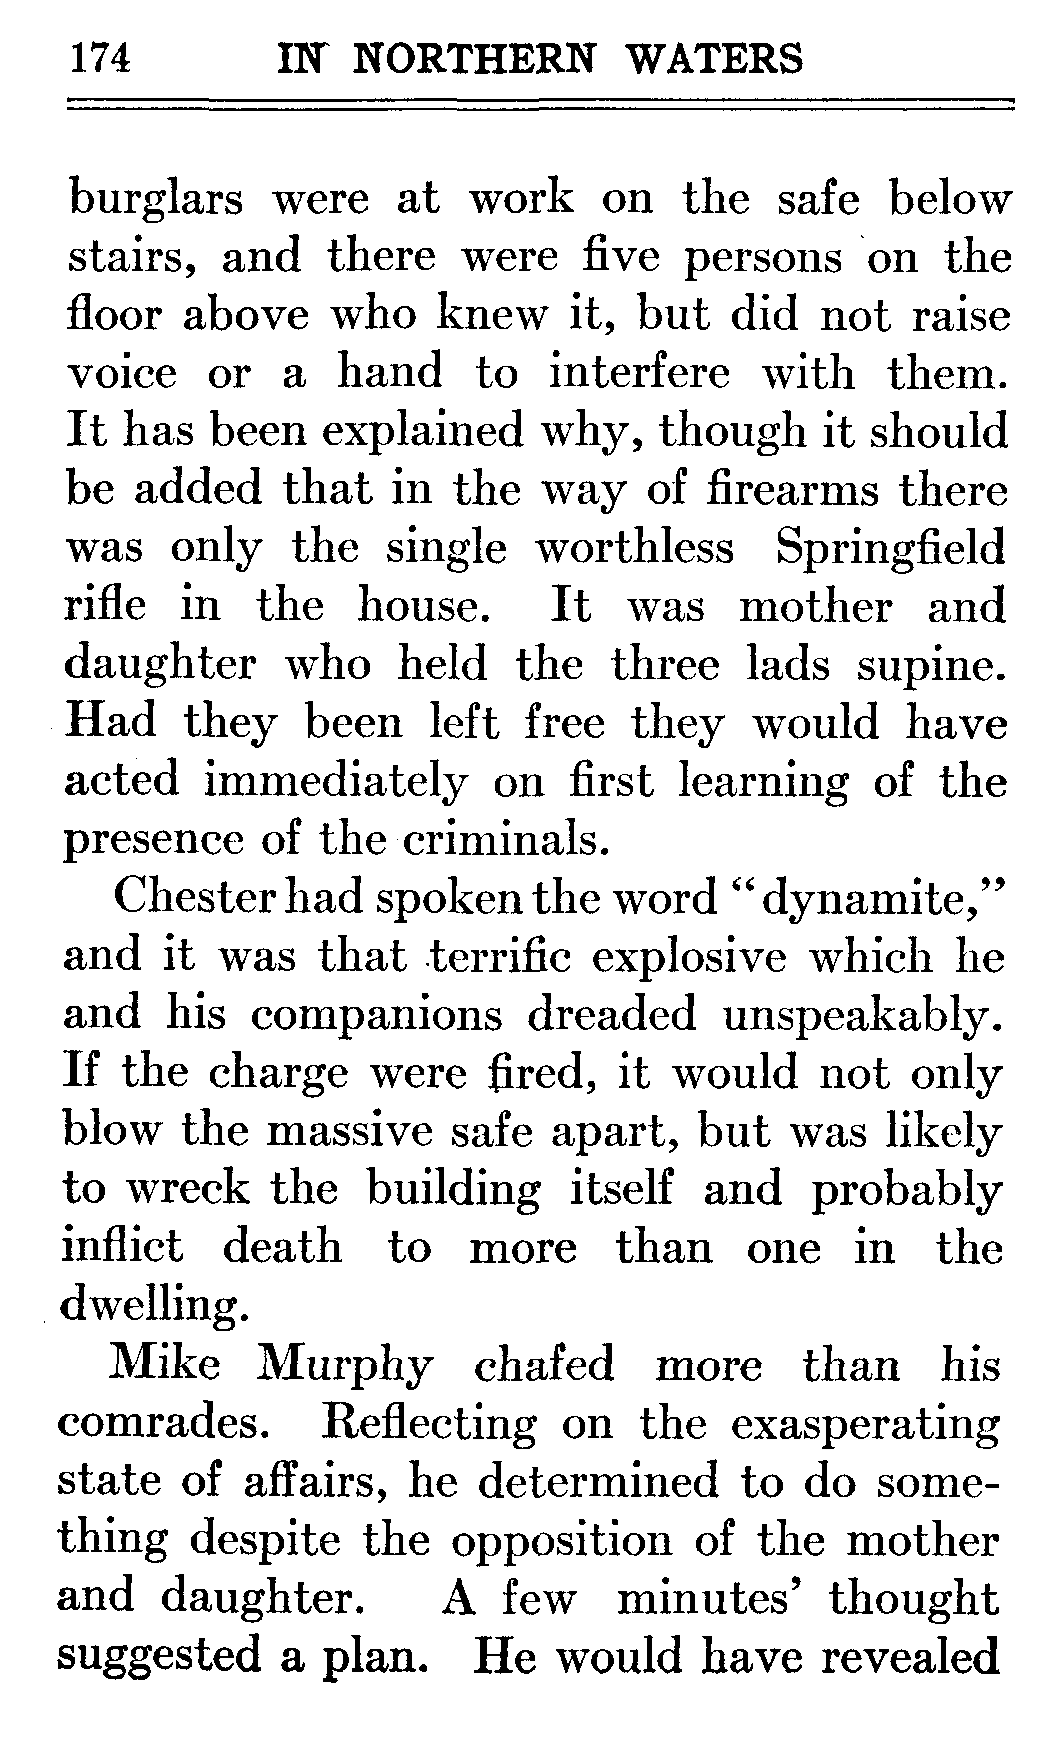 174 IN NORTHERN WATERS
burglars were at work on the safe below
stairs, and there were five persons on the
floor above who knew it, but did not raise
voice or a hand to interfere with them.
It has been explained why, though it should
be added that in the way of firearms there
was only the single worthless Springfield
rifle in the house. It was mother and
daughter who held the three lads supine.
Had they been left free they would have
acted immediately on first learning of the
presence of the criminals.
Chester had spoken the word “dynamite,”
and it was that terrific explosive which he
and his companions dreaded unspeakably.
If the charge were fired, it would not only
blow the massive safe apart, but was likely
to wreck the building itself and probably
inflict death to more than one in the
dwelling.
Mike Murphy chafed more than his
comrades. Reflecting on the exasperating
state of affairs, he determined to do some-
thing despite the opposition of the mother
and daughter. A few minutes’ thought
suggested a plan. He would have revealed